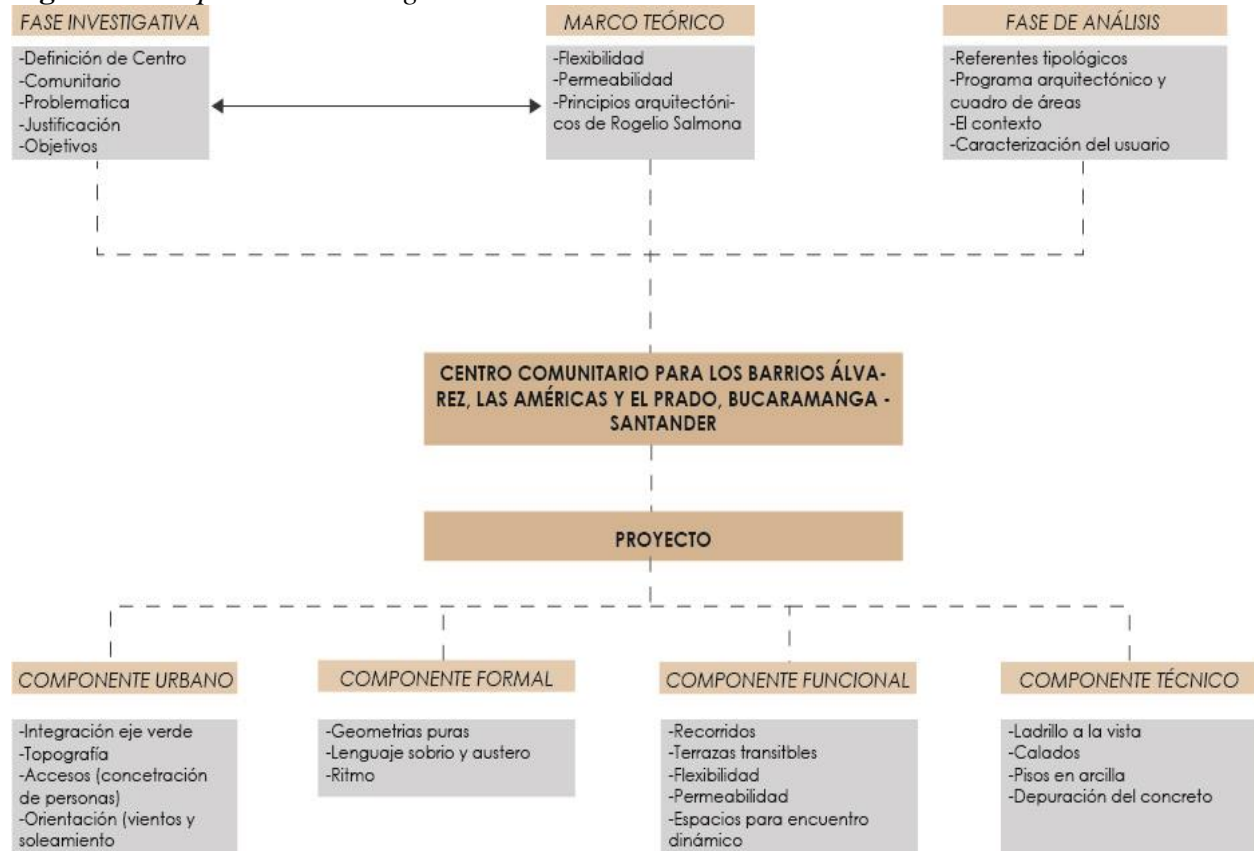 FASE INVESTIGATIVA
-Definición de Centro
-Comunitario
-Problematica
-Justificación
-Objetivos
MARCO TEÓRICO
-Flexibilidad
-Permeabilidad
-Principios arquitectóni-
cos de Rogelio Salmona
FASE DE ANÁLISIS
-Referentes tipológicos
-Programa arquitectónico y
cuadro de áreas
-El contexto
-Caracterización del usuario
CENTRO COMUNITARIO PARA LOS BARRIOS ÁLVA-
REZ, LAS AMÉRICAS Y EL PRADO, BUCARAMANGA -
SANTANDER
PROYECTO
COMPONENTE URBANO
-Integración eje verde
-Topografía
-Accesos (concetración
de personas)
-Orientación (vientos y
soleamiento
COMPONENTE FORMAL
-Geometrias puras
-Lenguaje sobrio y austero
-Ritmo
COMPONENTE FUNCIONAL
-Recorridos
-Terrazas transitbles
-Flexibilidad
-Permeabilidad
-Espacios para encuentro
dinámico
COMPONENTE TÉCNICO
-Ladrillo a la vista
-Calados
-Pisos en arcilla
-Depuración del concreto